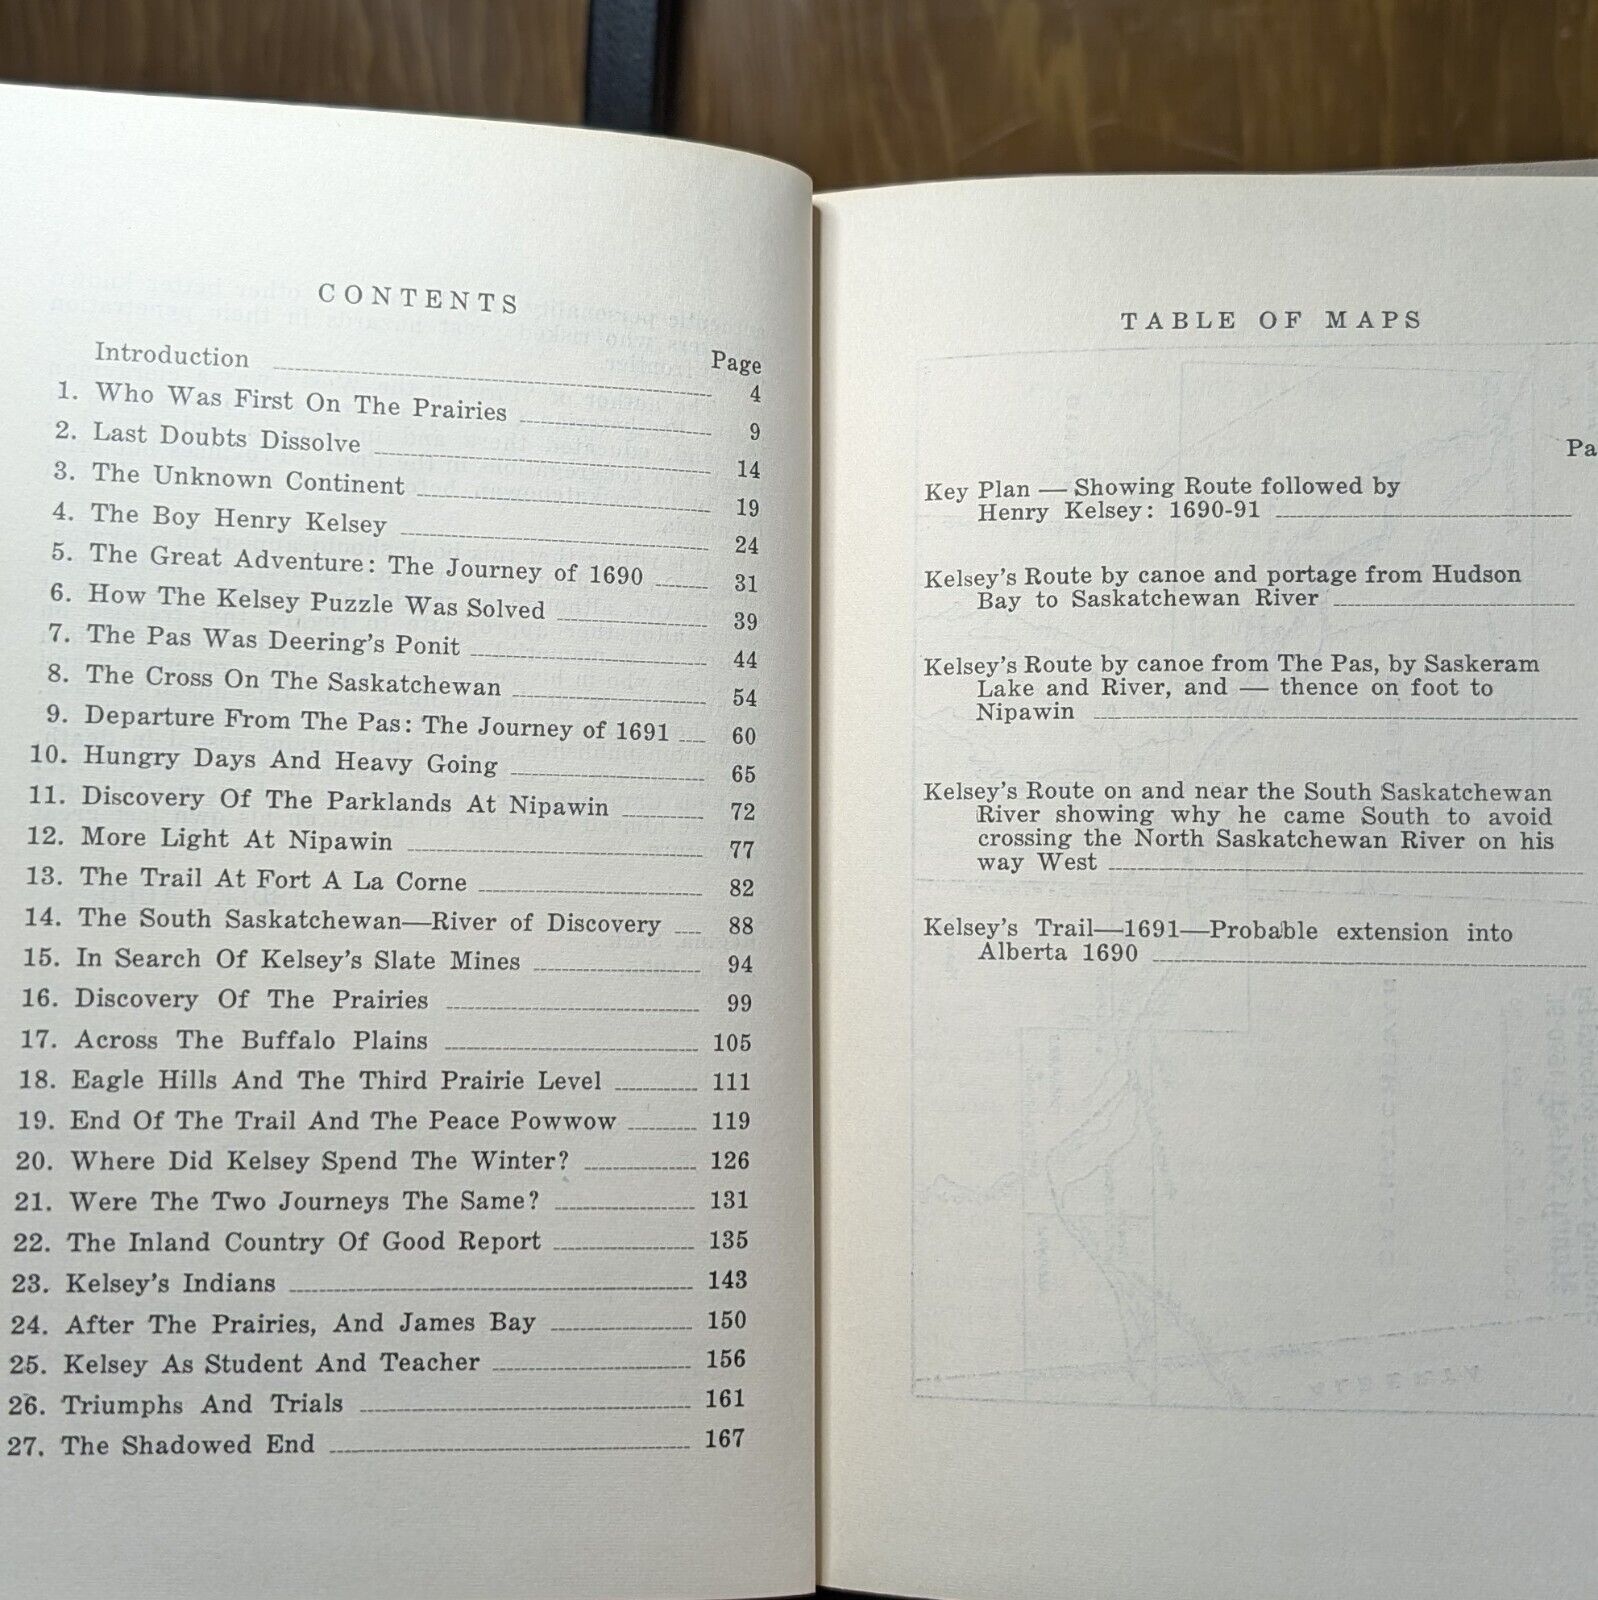 CONTENTS
Page
Introduction 4
1. Who Was First On The Prairies 9
2. Last Doubts Dissolve 14
3. The Unknown Continent 19
4. The Boy Henry Kelsey 24
5. The Great Adventure: The Journey of 1690 31
6. How The Kelsey Puzzle Was Solved 39
7. The Pas Was Deering's Ponit 44
8. The Cross On The Saskatchewan 54
9. Departure From The Pas: The Journey of 1691 60
10. Hungry Days And Heavy Going 65
11. Discovery Of The Parklands At Nipawin 72
12. More Light At Nipawin 77
13. The Trail At Fort A La Corne 82
14. The South Saskatchewan—River of Discovery 88
15. In Search Of Kelsey's Slate Mines 94
16. Discovery Of The Prairies 99
17. Across The Buffalo Plains 105
18. Eagle Hills And The Third Prairie Level 111
19. End Of The Trail And The Peace Powwow 119
20. Where Did Kelsey Spend The Winter? 126
21. Were The Two Journeys The Same? 131
22. The Inland Country Of Good Report 135
23. Kelsey's Indians 143
24. After The Prairies, And James Bay 150
25. Kelsey As Student And Teacher 156
26. Triumphs And Trials 161
27. The Shadowed End 167
TABLE OF MAPS
Pa
Key Plan — Showing Route followed by
Henry Kelsey: 1690-91
Kelsey's Route by canoe and portage from Hudson
Bay to Saskatchewan River
Kelsey's Route by canoe from The Pas, by Saskeram
Lake and River, and — thence on foot to
Nipawin
Kelsey's Route on and near the South Saskatchewan
River showing why he came South to avoid
crossing the North Saskatchewan River on his
way West
Kelsey's Trail—1691—Probable extension into
Alberta 1690